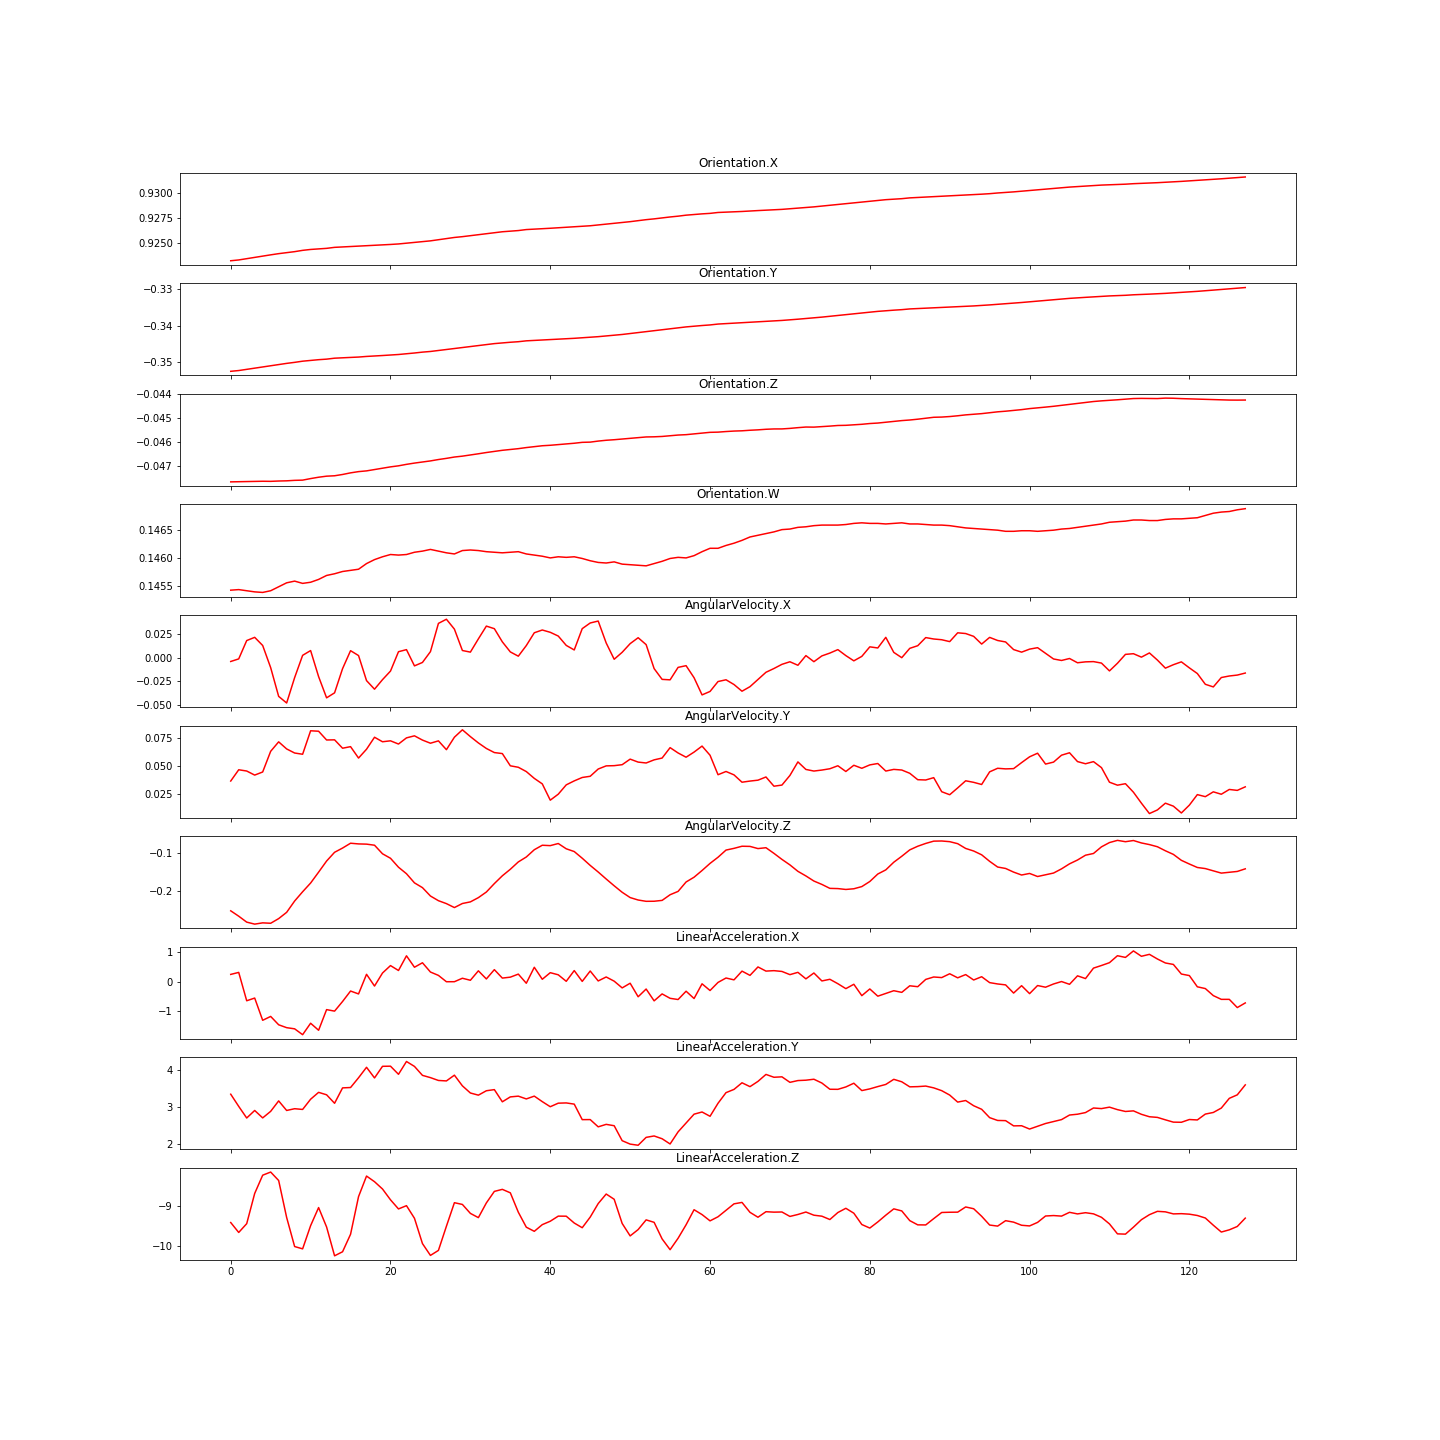 Orientation.X
0.9300
0.9275
0.9250
Orientation.Y
−0.33
−0.34
−0.35
Orientation.Z
−0.044
−0.045
−0.046
−0.047
Orientation.W
0.1465
0.1460
0.1455
AngularVelocity.X
0.025
0.000
−0.025
−0.050
AngularVelocity.Y
0.075
0.050
0.025
AngularVelocity.Z
−0.1
−0.2
LinearAcceleration.X
1
0
−1
LinearAcceleration.Y
4
3
2
LinearAcceleration.Z
−9
−10
0 20 40 60 80 100 120